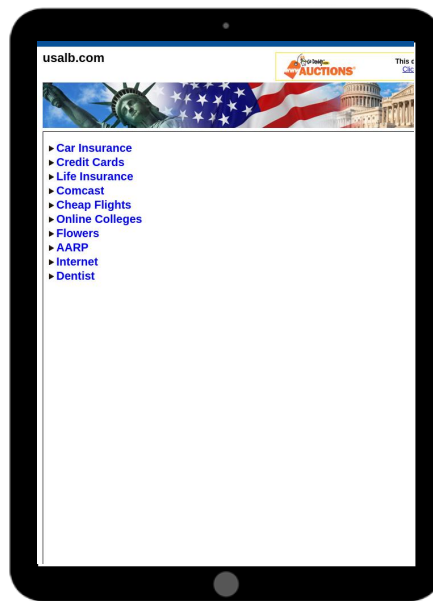 usalb.com
AUCTIONS
This c
Clic
Car Insurance
Credit Cards
Life Insurance
Comcast
Cheap Flights
Online Colleges
Flowers
AARP
Internet
Dentist